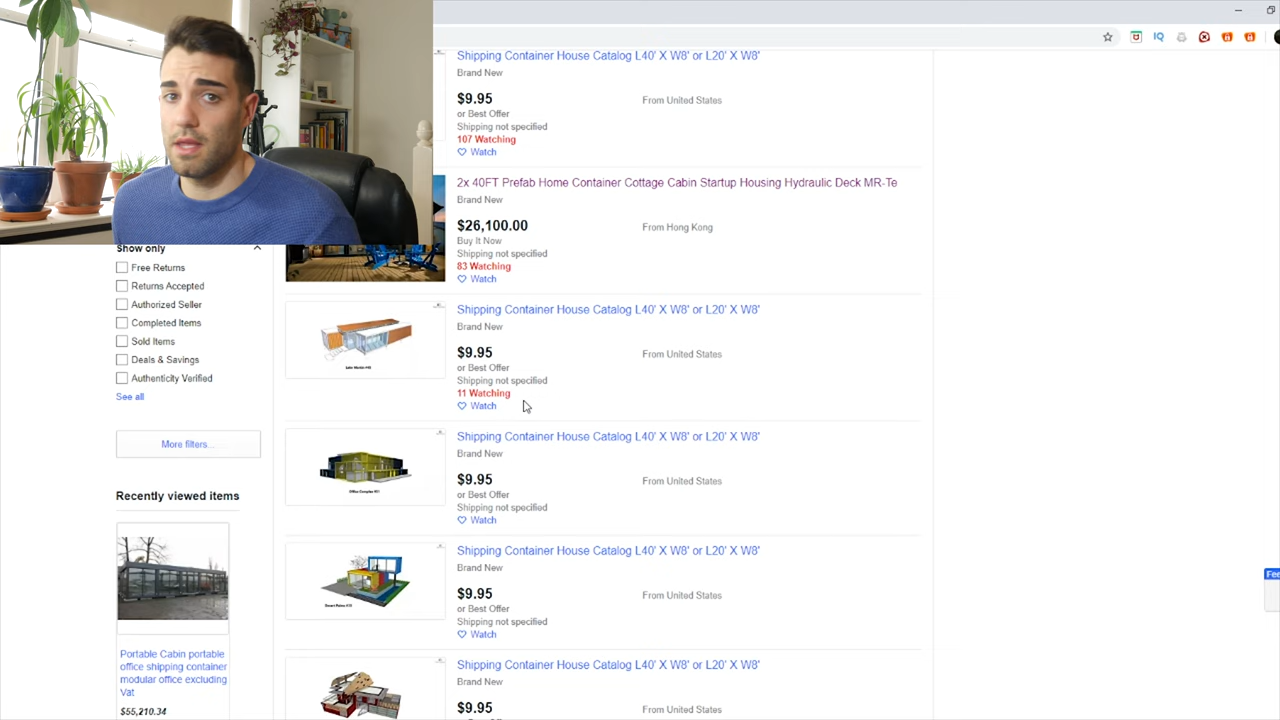 Shipping Container House Catalog L40' X W8' or L20' X W8'
Brand New
$9.95
From United States
or Best Offer
Shipping not specified
107 Watching
Watch
2x 40FT Prefab Home Container Cottage Cabin Startup Housing Hydraulic Deck MR-Te
Brand New
$26,100.00
From Hong Kong
Buy It Now
Shipping not specified
83 Watching
Watch
Show only
Free Returns
Returns Accepted
Authorized Seller
Completed Items
Sold Items
Deals & Savings
Authenticity Verified
See all
More filters...
Shipping Container House Catalog L40' X W8' or L20' X W8'
Brand New
$9.95
From United States
or Best Offer
Shipping not specified
11 Watching
Watch
Shipping Container House Catalog L40' X W8' or L20' X W8'
Brand New
$9.95
From United States
or Best Offer
Shipping not specified
Watch
Recently viewed items
Portable Cabin portable
office shipping container
modular office excluding
Vat
$55,210.34
Shipping Container House Catalog L40' X W8' or L20' X W8'
Brand New
$9.95
From United States
or Best Offer
Shipping not specified
Watch
Shipping Container House Catalog L40' X W8' or L20' X W8'
Brand New
$9.95
From United States
IQ